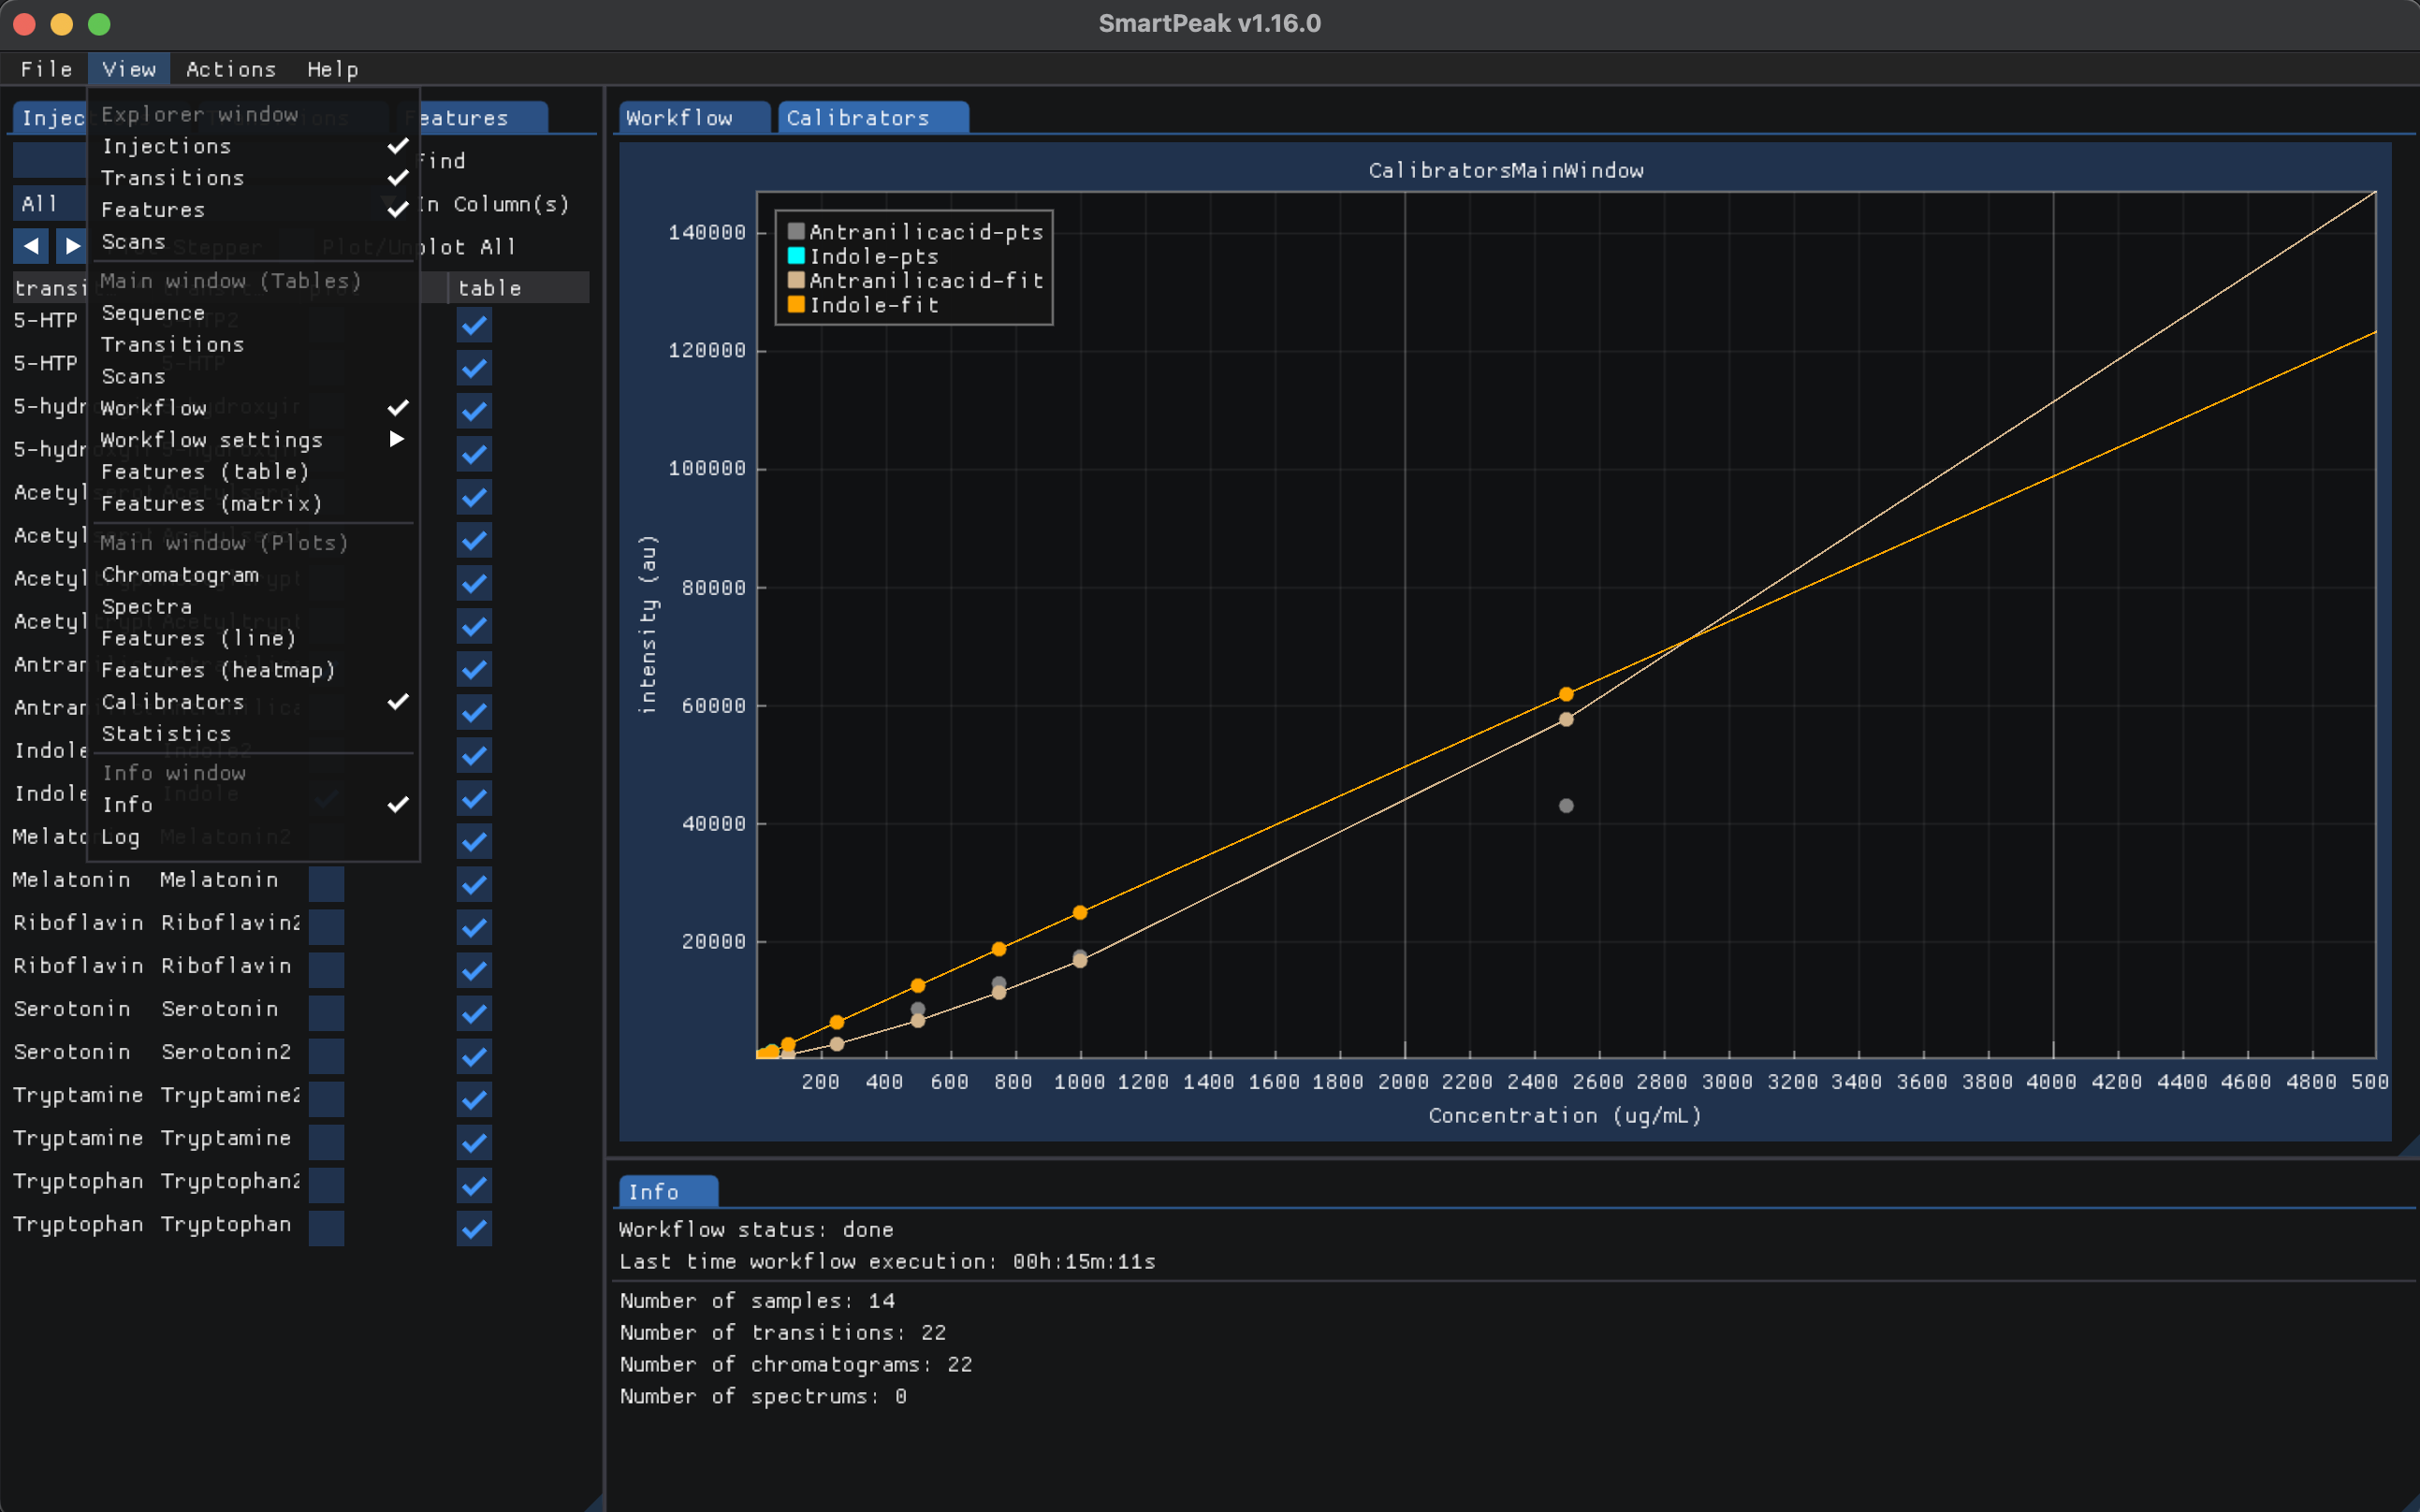 SmartPeak v1.16.0
File View Actions Help
Explorer window
Injections
Transitions
Features
Scans
Main window (Tables)
Sequence
Transitions
Scans
Workflow
Workflow settings
Features (table)
Features (matrix)
Main window (Plots)
Chromatogram
Spectra
Features (line)
Features (heatmap)
Calibrators
Statistics
Info window
Info
Log
Injec
eatures
Find
All
In Column(s)
Plot/Unplot All
transi table
5-HTP
5-HTP
5-hydr
5-hydr
Acetyl
Acetyl
Acetyl
Acetyl
Antran
Antran
Indole Indole2
Indole Indole
Melato Melatonin2
Melatonin Melatonin
Riboflavin Riboflavin2
Riboflavin Riboflavin
Serotonin Serotonin
Serotonin Serotonin2
Tryptamine Tryptamine2
Tryptamine Tryptamine
Tryptophan Tryptophan2
Tryptophan Tryptophan
Workflow Calibrators
CalibratorsMainWindow
Antranilicacid-pts
Indole-pts
Antranilicacid-fit
Indole-fit
intensity (au)
140000
120000
100000
80000
60000
40000
20000
200 400 600 800 1000 1200 1400 1600 1800 2000 2200 2400 2600 2800 3000 3200 3400 3600 3800 4000 4200 4400 4600 4800 500
Concentration (ug/mL)
Info
Workflow status: done
Last time workflow execution: 00h:15m:11s
Number of samples: 14
Number of transitions: 22
Number of chromatograms: 22
Number of spectrums: 0